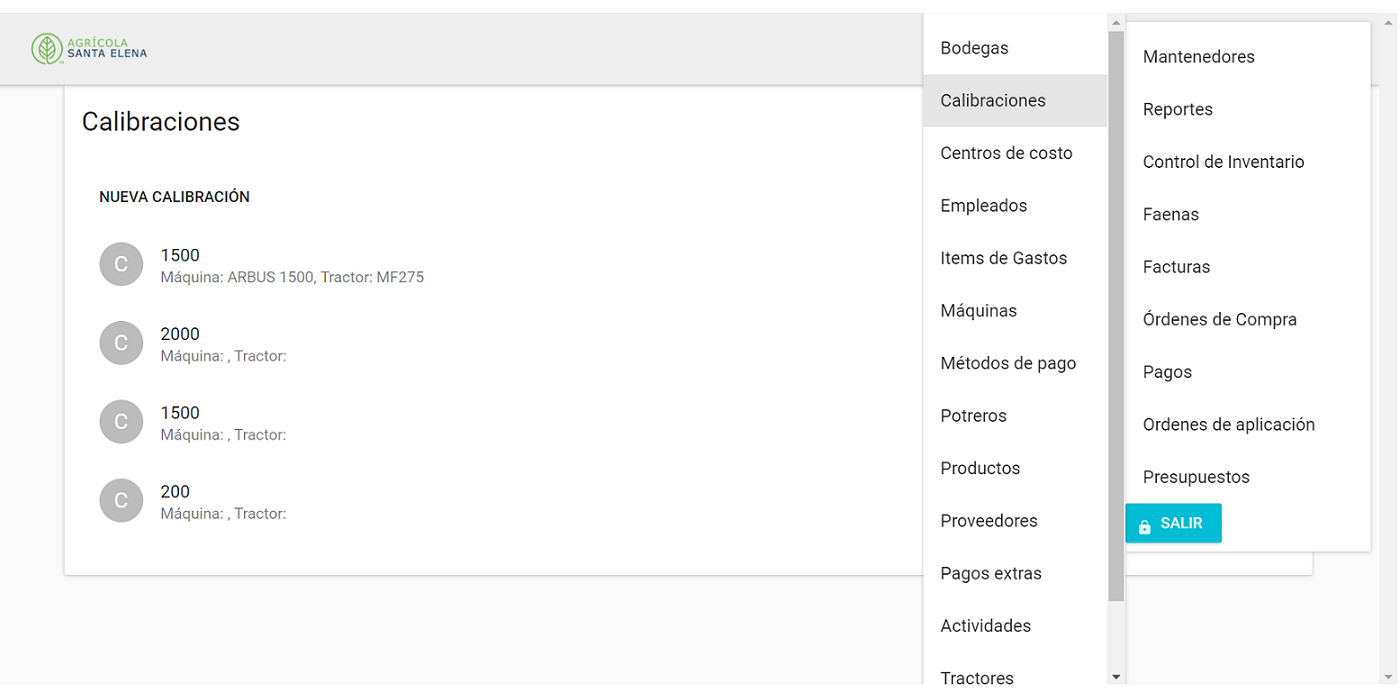 AGRÍCOLA
SANTA ELENA
Calibraciones
NUEVA CALIBRACIÓN
C
1500
Máquina: ARBUS 1500, Tractor: MF275
C
2000
Máquina: , Tractor:
C
1500
Máquina: , Tractor:
C
200
Máquina: , Tractor:
Bodegas
Calibraciones
Centros de costo
Empleados
Items de Gastos
Máquinas
Métodos de pago
Potreros
Productos
Proveedores
Pagos extras
Actividades
Tractores
Mantenedores
Reportes
Control de Inventario
Faenas
Facturas
Órdenes de Compra
Pagos
Ordenes de aplicación
Presupuestos
SALIR